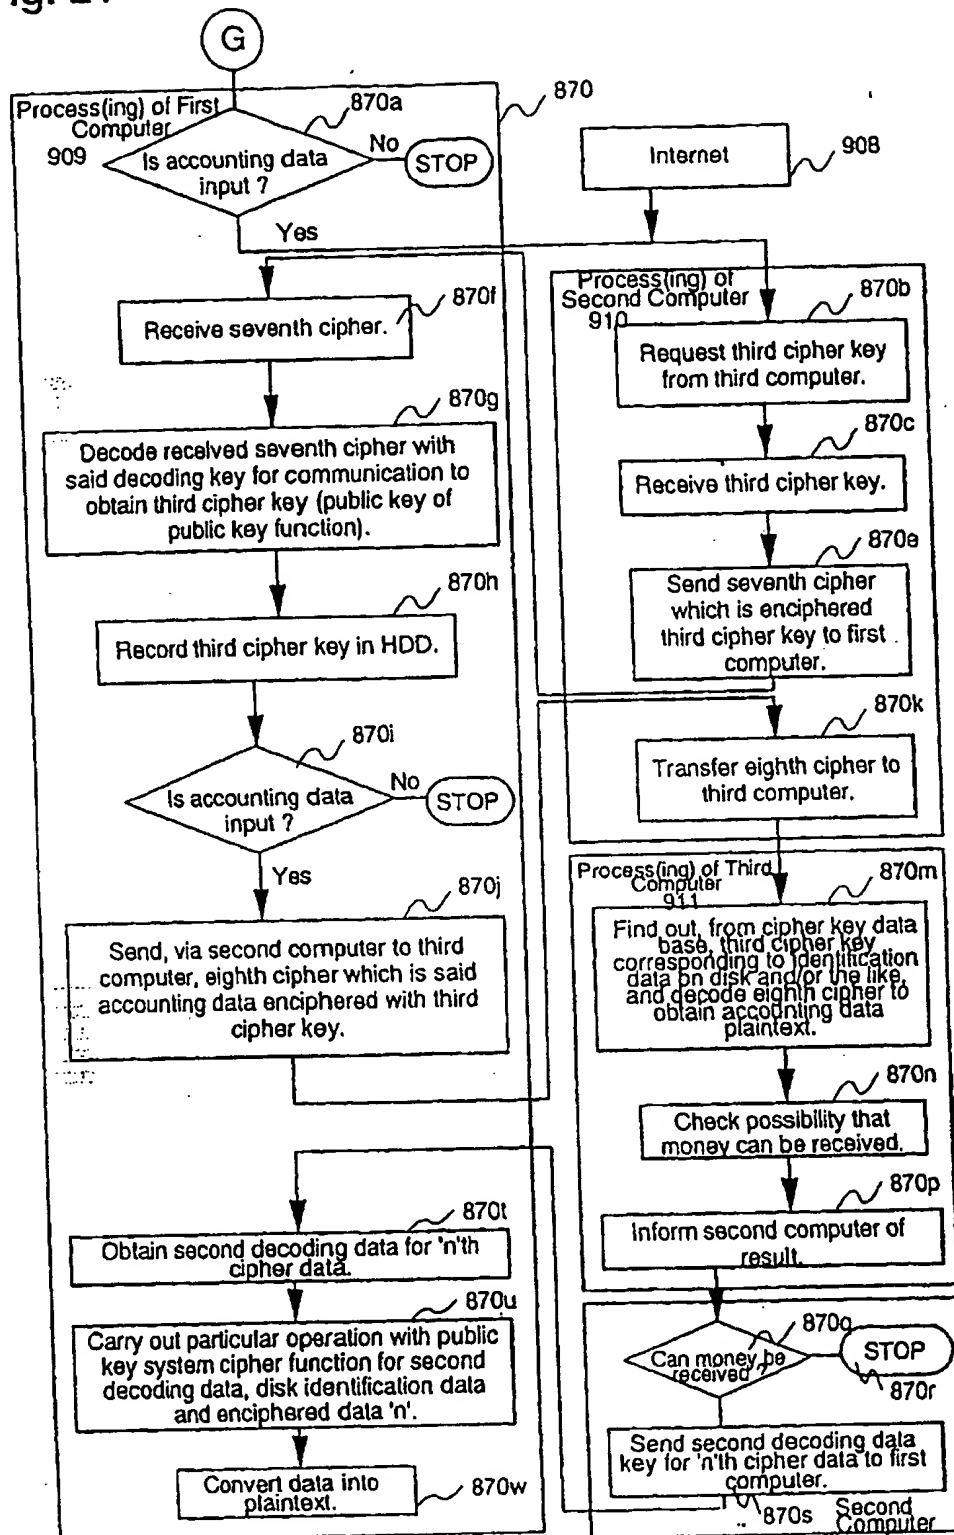 G
Process(ing) of First
Computer
909
870a
870
Is accounting data
input ?
No
STOP
Yes
Internet
908
870f
Receive seventh cipher.
Process(ing) of
Second Computer
910
870b
Request third cipher key
from third computer.
870g
Decode received seventh cipher with
said decoding key for communication to
obtain third cipher key (public key of
public key function).
870c
Receive third cipher key.
870e
Send seventh cipher
which is enciphered
third cipher key to first
computer.
870h
Record third cipher key in HDD.
870i
Is accounting data
input ?
No
STOP
Yes
870k
Transfer eighth cipher to
third computer.
870j
Send, via second computer to third
computer, eighth cipher which is said
accounting data enciphered with third
cipher key.
Process(ing) of Third
Computer
911
870m
Find out, from cipher key data
base, third cipher key
corresponding to identification
data on disk and/or the like,
and decode eighth cipher to
obtain accounting data
plaintext.
870n
Check possibility that
money can be received.
870p
Inform second computer of
result.
870t
Obtain second decoding data for 'n'th
cipher data.
870u
Carry out particular operation with public
key system cipher function for second
decoding data, disk identification data
and enciphered data 'n'.
870q
Can money be
received ?
STOP
870r
Send second decoding data
key for 'n'th cipher data to first
computer.
870s
Second
Computer
Convert data into
plaintext.
870w